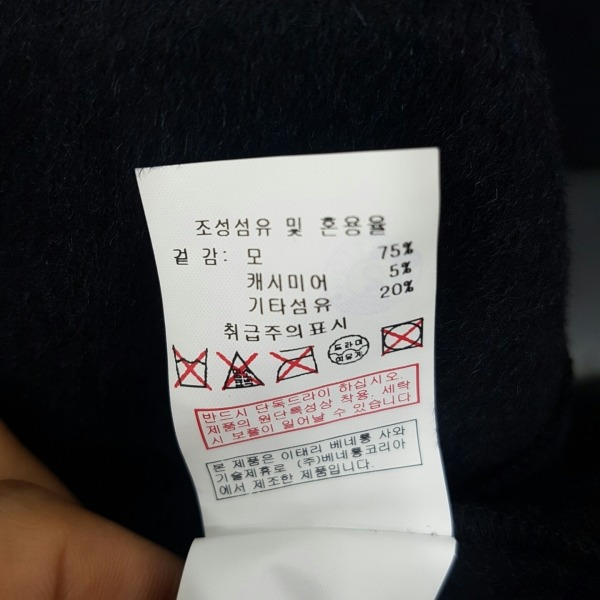 조성섬유 및 혼용율
겉 감: 모 75%
캐시미어 5%
기타섬유 20%
취급주의표시
드라이
반드시 단독드라이 하십시오.
제품의 원단특성상 착용, 세탁
시 보풀이 일어날 수 있습니다
본 제품은 이태리 베네통 사와
기술제휴로 (주)베네통코리아
에서 제조한 제품입니다.